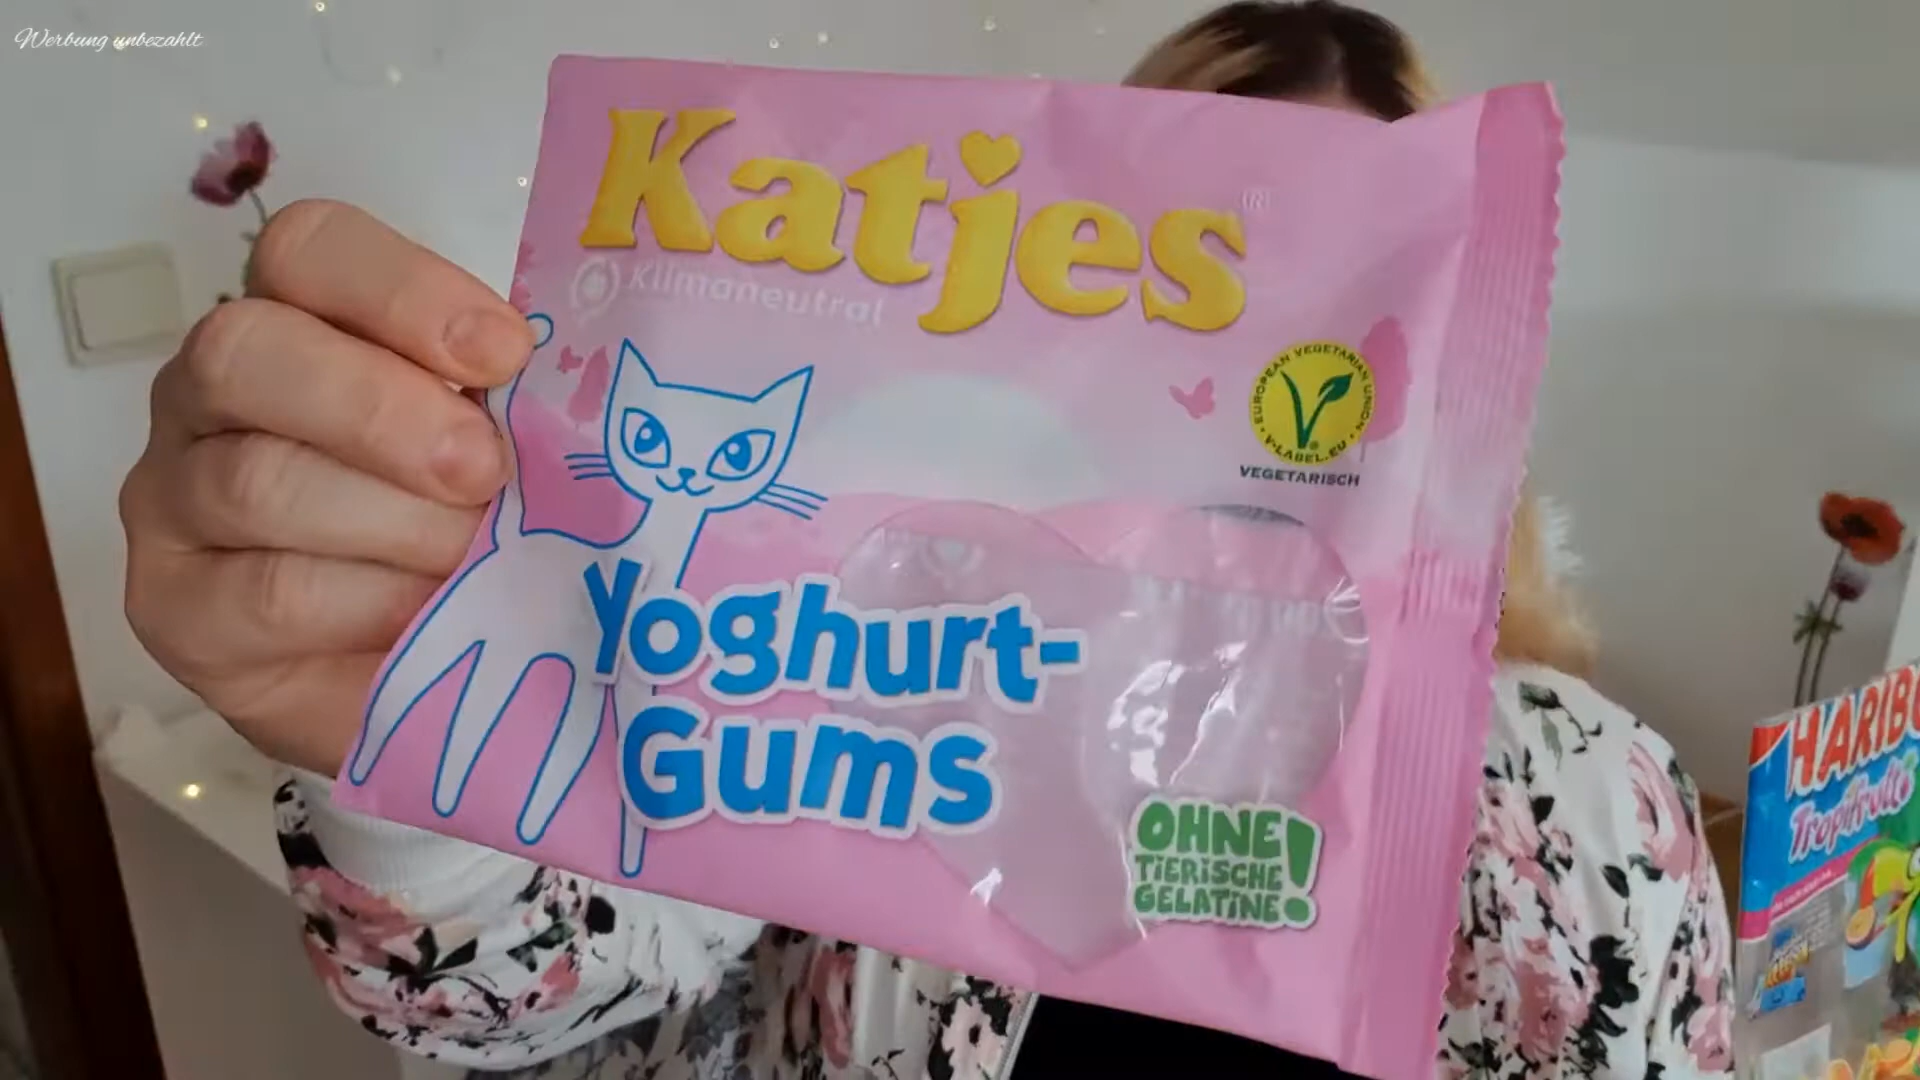 Werbung unbezahlt
Katjes
®
Klimaneutral
EUROPEAN VEGETARIAN UNION
V-LABEL.EU
VEGETARISCH
Yoghurt-
Gums
OHNE
TIERISCHE
GELATINE!
HARIBO
Tropifrutti